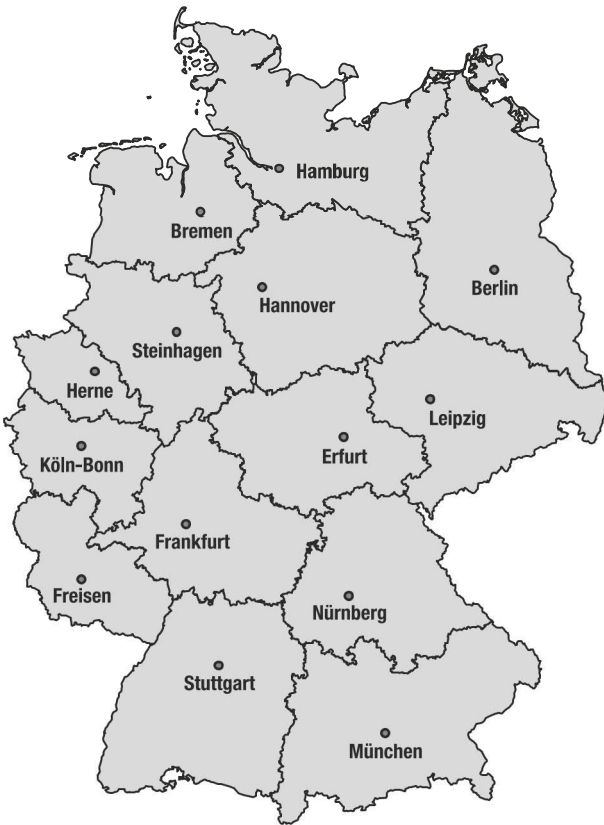 Hamburg
Bremen
Berlin
Hannover
Steinhagen
Herne
Leipzig
Erfurt
Köln-Bonn
Frankfurt
Freisen
Nürnberg
Stuttgart
München